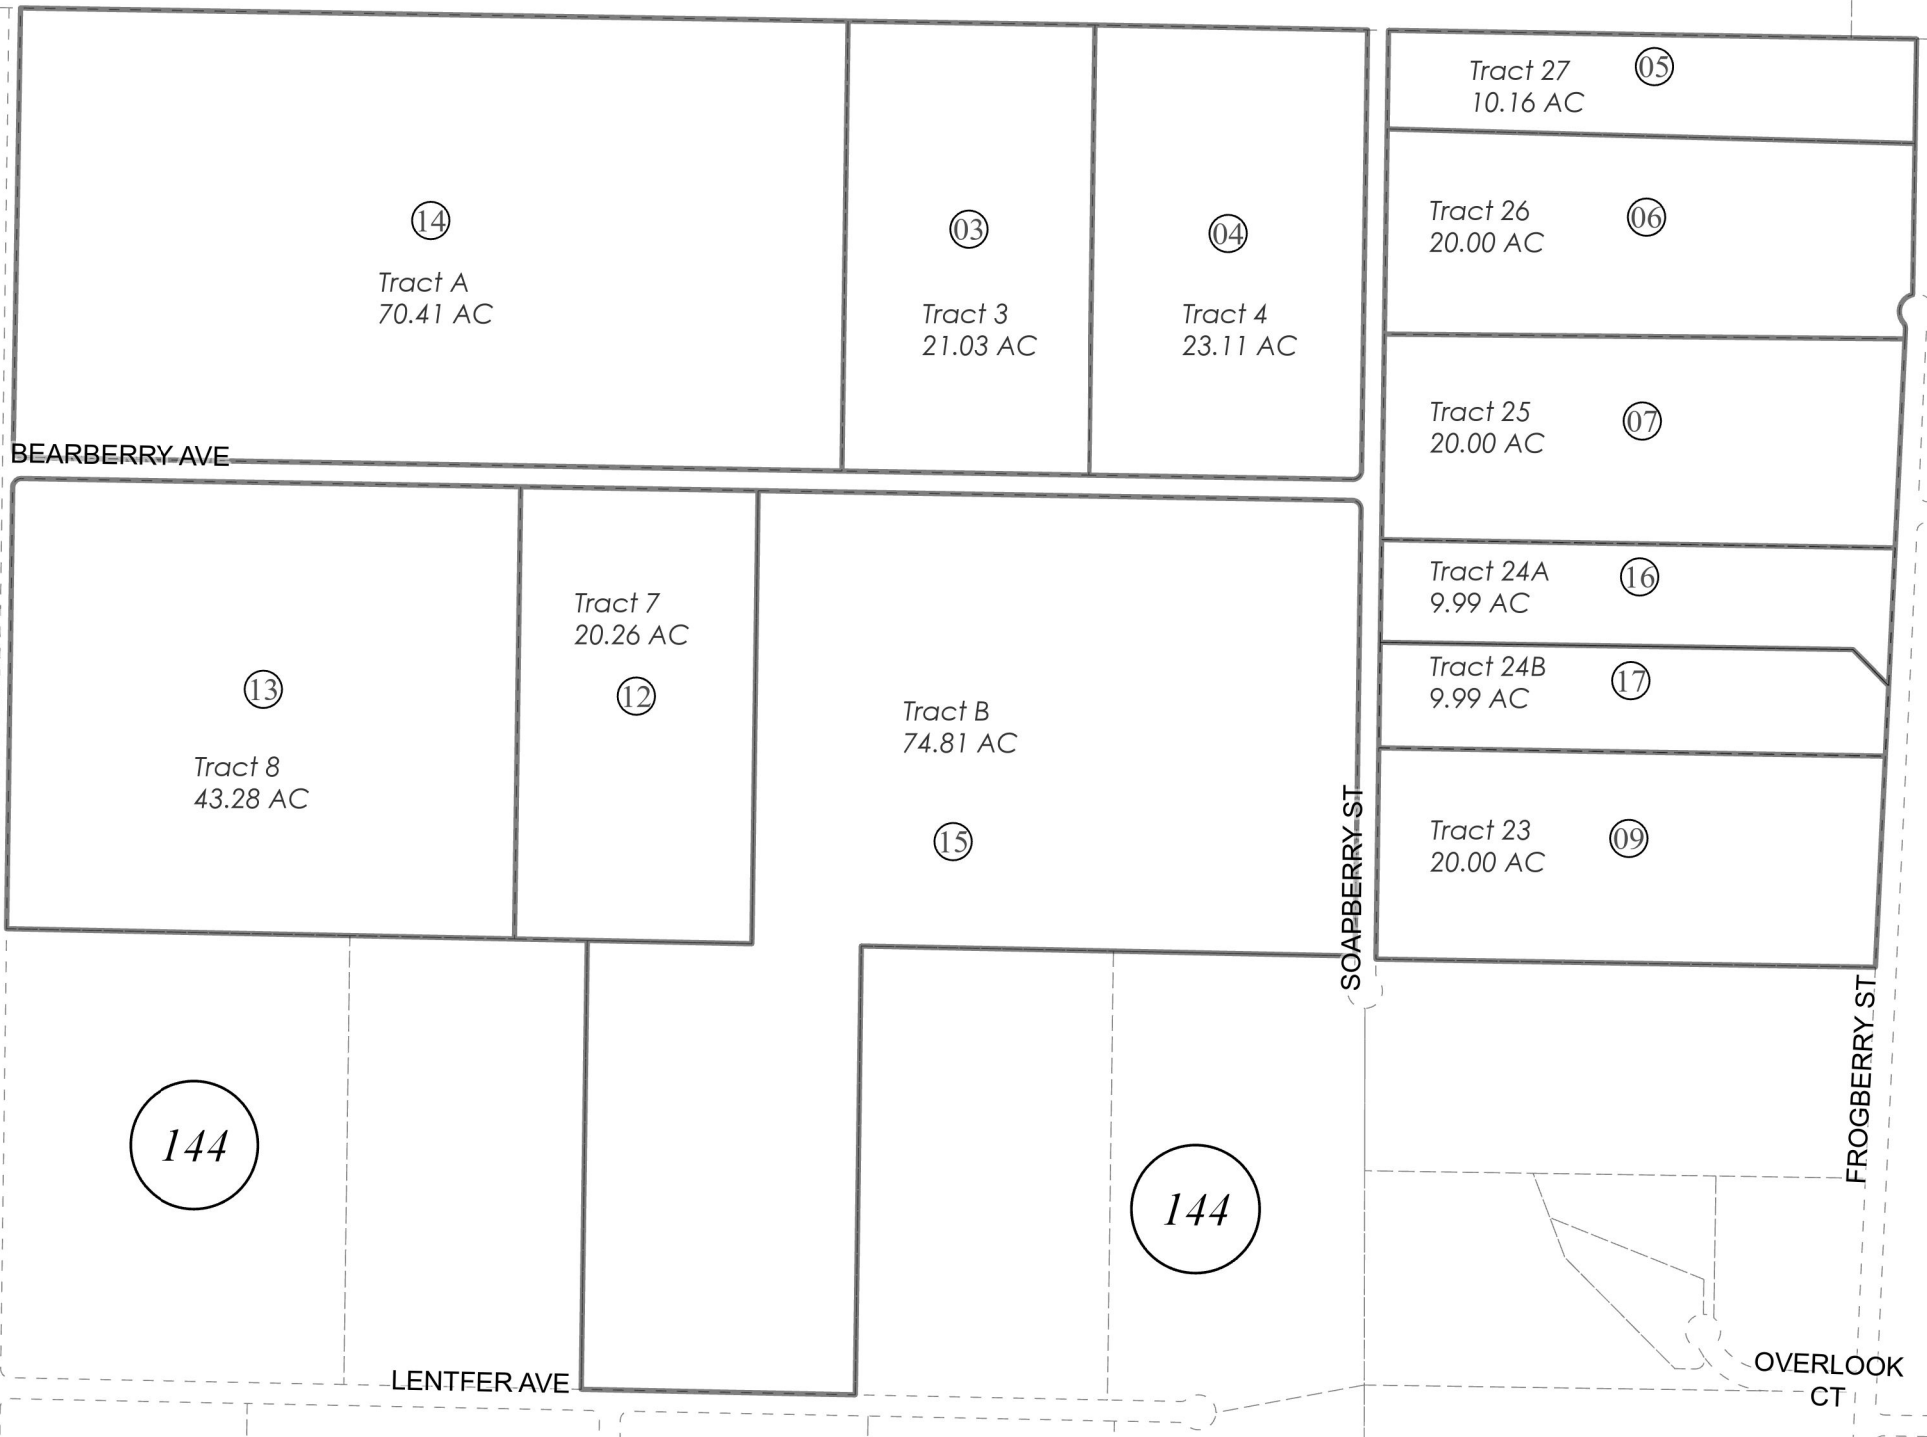 Tract 27
10.16 AC
05
Tract 26
20.00 AC
06
14
Tract A
70.41 AC
03
Tract 3
21.03 AC
04
Tract 4
23.11 AC
Tract 25
20.00 AC
07
BEARBERRY AVE
Tract 24A
9.99 AC
16
Tract 7
20.26 AC
12
13
Tract 8
43.28 AC
Tract B
74.81 AC
15
Tract 24B
9.99 AC
17
SOAPBERRY ST
Tract 23
20.00 AC
09
144
144
FROGBERRY ST
LENTFER AVE
OVERLOOK
CT